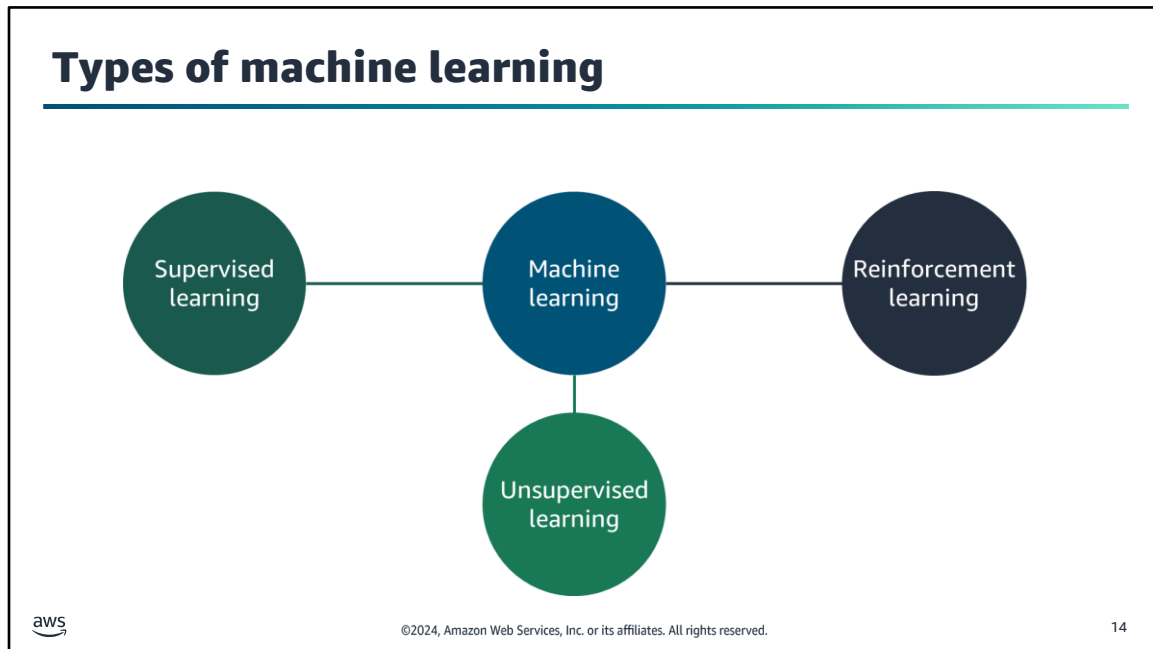 Types of machine learning
Supervised
learning
Machine
learning
Reinforcement
learning
Unsupervised
learning
aws
©2024, Amazon Web Services, Inc. or its affiliates. All rights reserved.
14